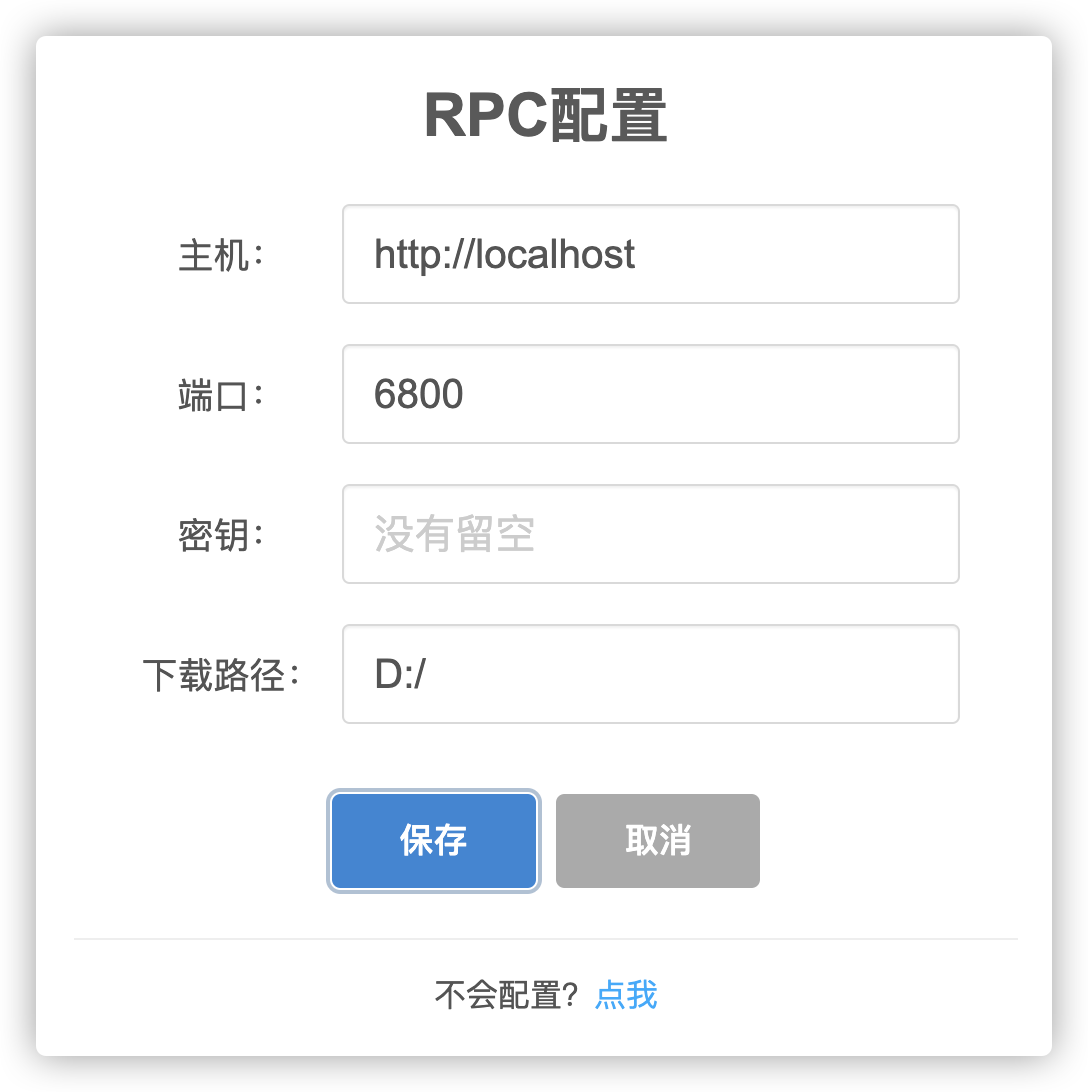 RPC配置
主机： http://localhost
端口： 6800
密钥： 没有留空
下载路径： D:/
保存 取消
不会配置？ 点我